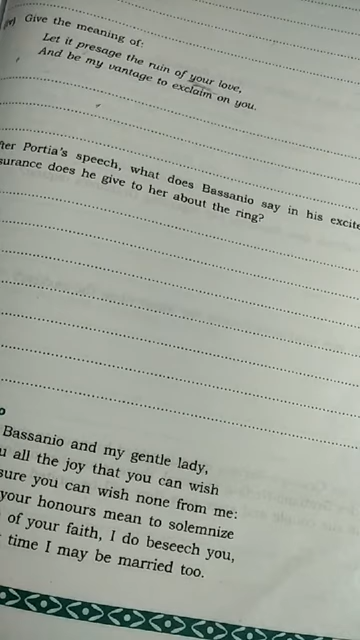 Give the meaning of:
Let it presage the ruin of your love,
And be my vantage to exclaim on you.
Portia's speech, what does Bassanio say in his
does he give to her about the ring?
Bassanio and my gentle lady,
all the joy that you can wish
sure you can wish none from me:
your honours mean to solemnize
of your faith, I do beseech you,
time I may be married too.